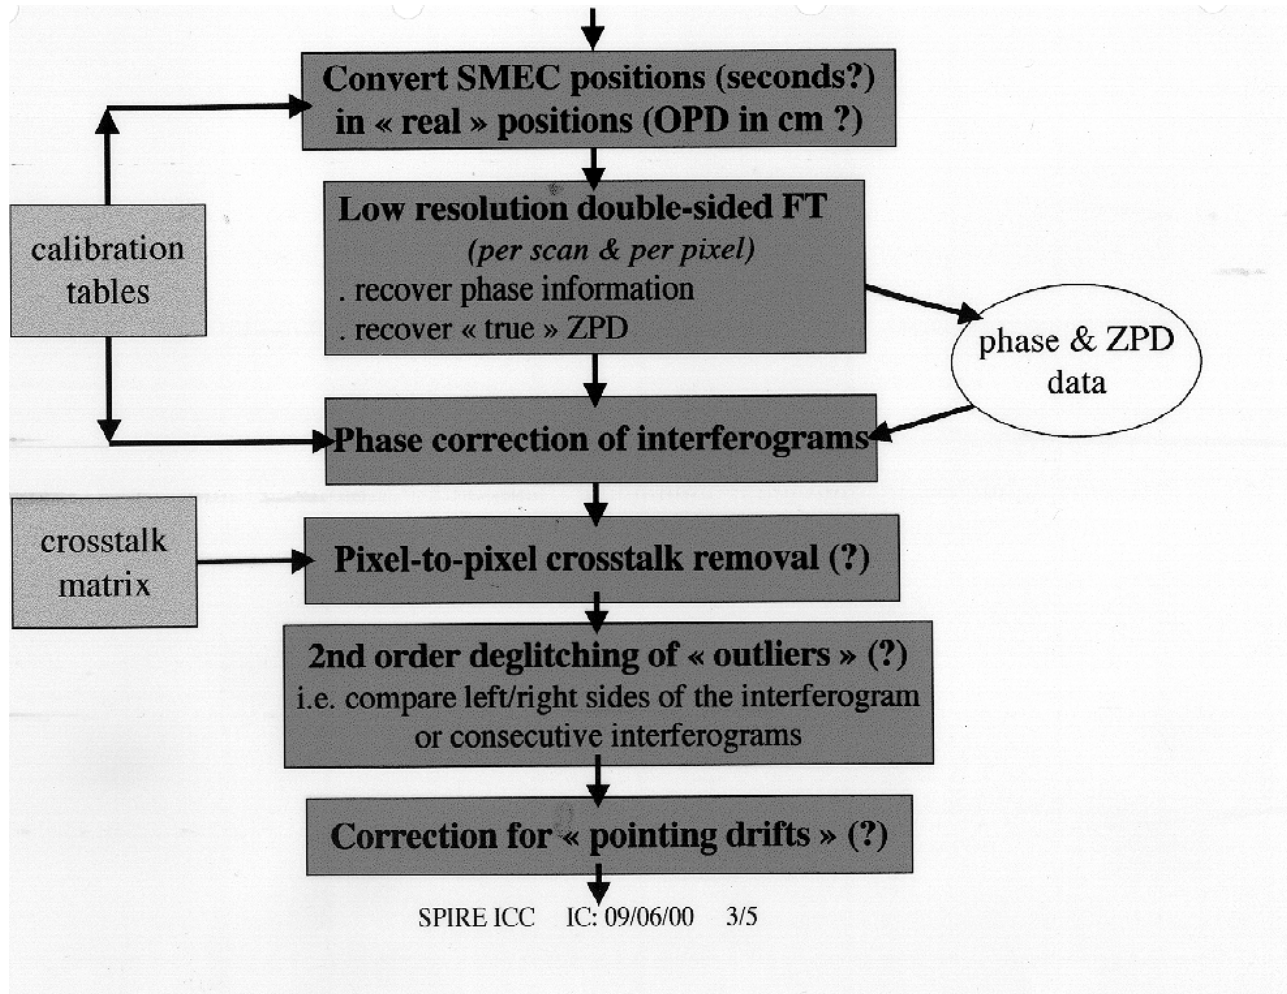 Convert SMEC positions (seconds?)
in « real » positions (OPD in cm ?)
Low resolution double-sided FT
(per scan & per pixel)
. recover phase information
. recover « true » ZPD
calibration
tables
phase & ZPD
data
Phase correction of interferograms
crosstalk
matrix
Pixel-to-pixel crosstalk removal (?)
2nd order deglitching of « outliers » (?)
i.e. compare left/right sides of the interferogram
or consecutive interferograms
Correction for « pointing drifts » (?)
SPIRE ICC IC: 09/06/00 3/5